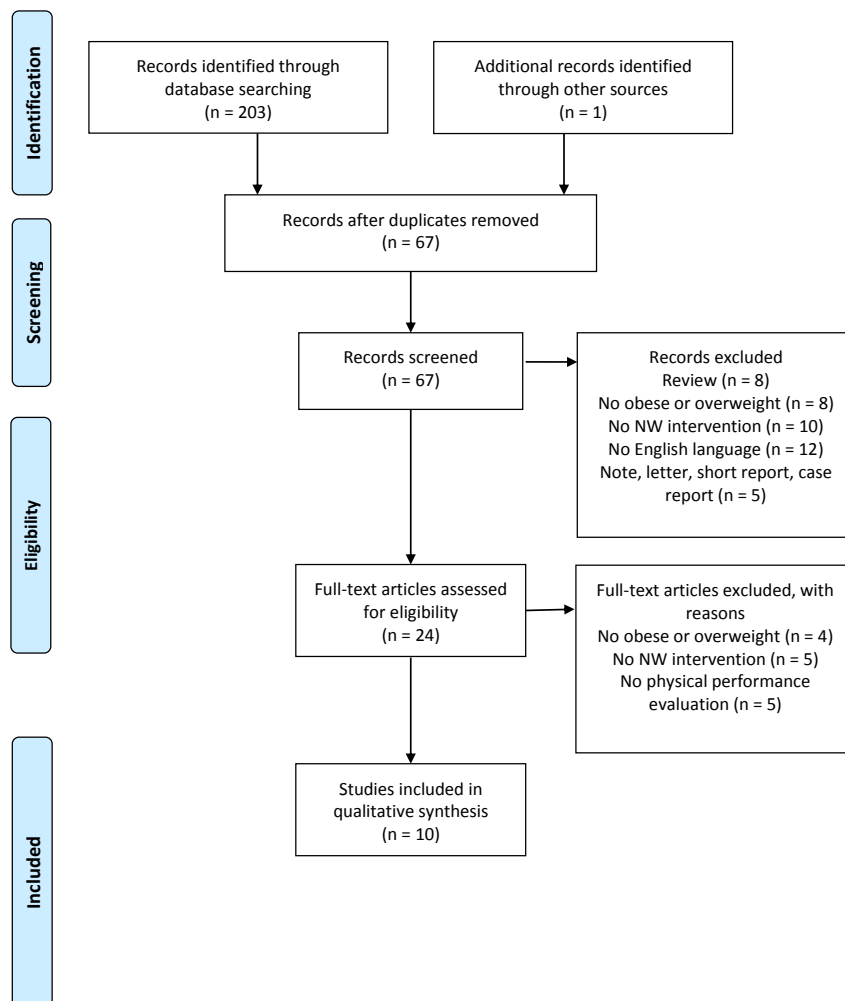 Identification
Records identified through
database searching
(n = 203)
Additional records identified
through other sources
(n = 1)
Records after duplicates removed
(n = 67)
Screening
Records screened
(n = 67)
Records excluded
Review (n = 8)
No obese or overweight (n = 8)
No NW intervention (n = 10)
No English language (n = 12)
Note, letter, short report, case
report (n = 5)
Eligibility
Full-text articles assessed
for eligibility
(n = 24)
Full-text articles excluded, with
reasons
No obese or overweight (n = 4)
No NW intervention (n = 5)
No physical performance
evaluation (n = 5)
Included
Studies included in
qualitative synthesis
(n = 10)